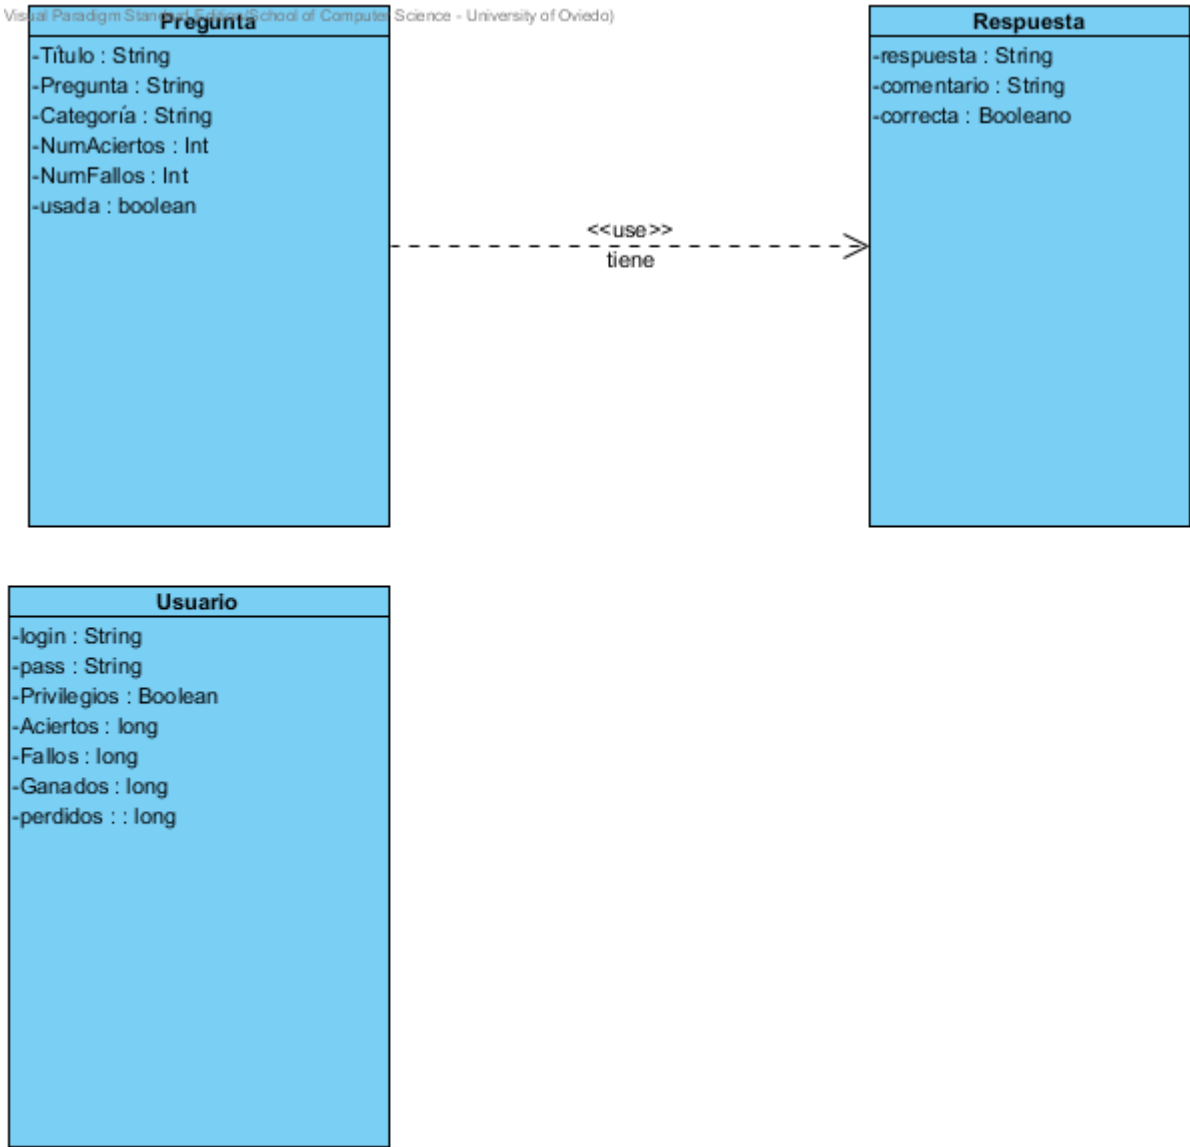 Visual Paradigm Standard Edition(School of Computer Science - University of Oviedo)
Pregunta
-Título : String
-Pregunta : String
-Categoría : String
-NumAciertos : Int
-NumFallos : Int
-usada : boolean
<<use>>
tiene
Respuesta
-respuesta : String
-comentario : String
-correcta : Booleano
Usuario
-login : String
-pass : String
-Privilegios : Boolean
-Aciertos : long
-Fallos : long
-Ganados : long
-perdidos : : long